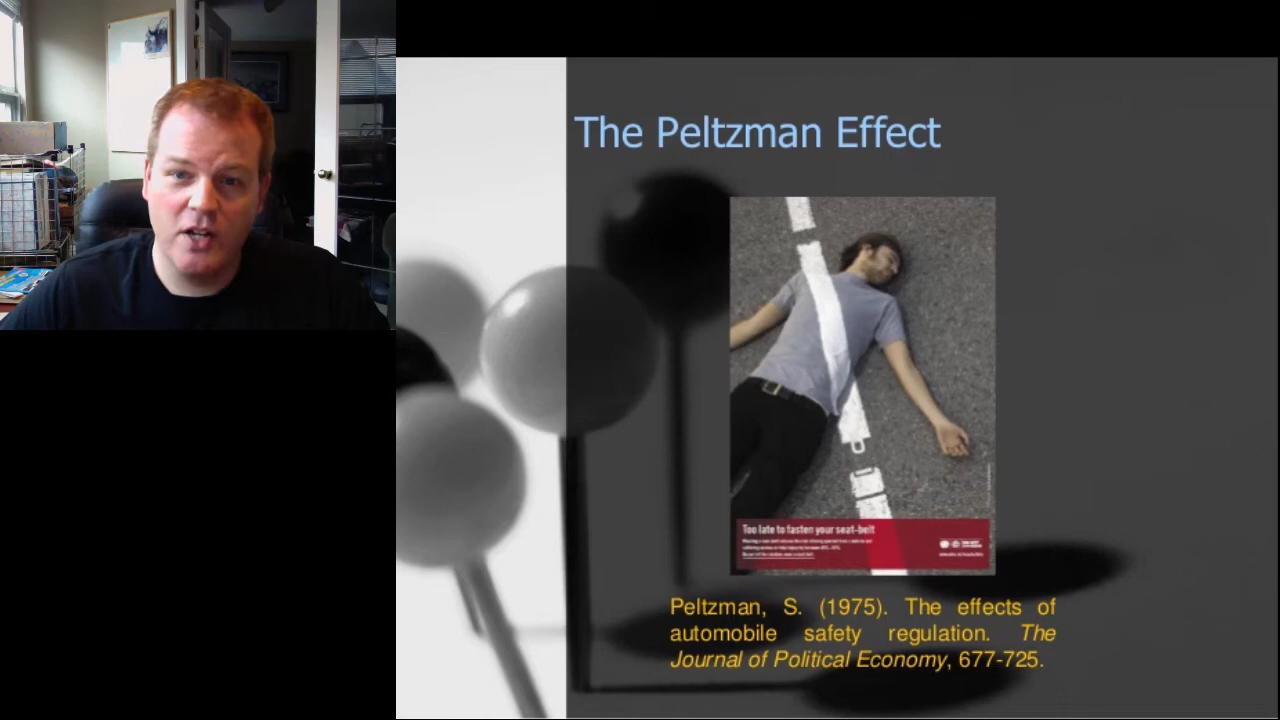 The Peltzman Effect
Too late to fasten your seat-belt
Peltzman, S. (1975). The effects of
automobile safety regulation. The
Journal of Political Economy, 677-725.